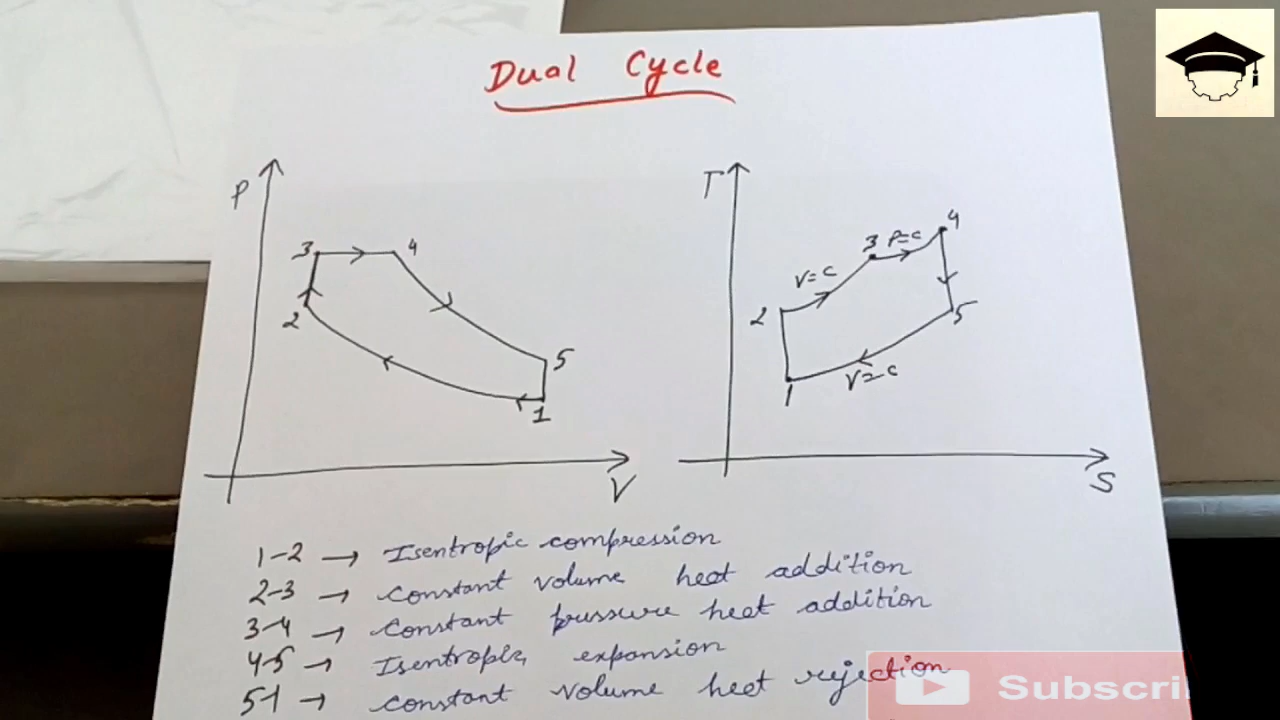 Dual Cycle
P
3
4
2
5
1
V
T
4
3
P=c
V=c
2
5
V=c
1
S
1-2 → Isentropic compression
2-3 → constant volume heat addition
3-4 → constant pressure heat addition
4-5 → Isentropic expansion
5-1 → constant volume heat rejection
Subscri